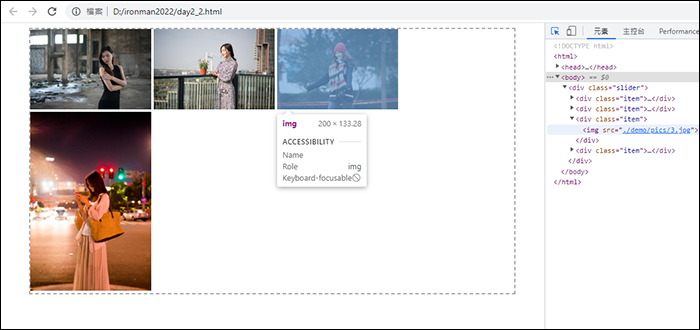 檔案 | D:/ironman2022/day2_2.html
元素 主控台 Performance
<!DOCTYPE html>
<html>
<head>…</head>
<body> == $0
<div class="slider">
<div class="item">…</div>
<div class="item">…</div>
<div class="item">
<img src="./demo/pics/3.jpg">
</div>
<div class="item">…</div>
</div>
</body>
</html>
img 200 × 133.28
ACCESSIBILITY
Name
Role img
Keyboard-focusable